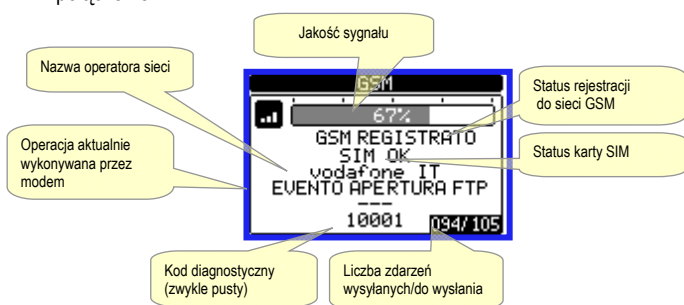 Jakość sygnału
Nazwa operatora sieci
Status rejestracji
do sieci GSM
Operacja aktualnie
wykonywana przez
modem
Status karty SIM
GSM
67%
GSM REGISTRATO
SIM OK
vodafone IT
EVENTO APERTURA FTP
---
10001
094/105
Kod diagnostyczny
(zwykle pusty)
Liczba zdarzeń
wysyłanych/do wysłania